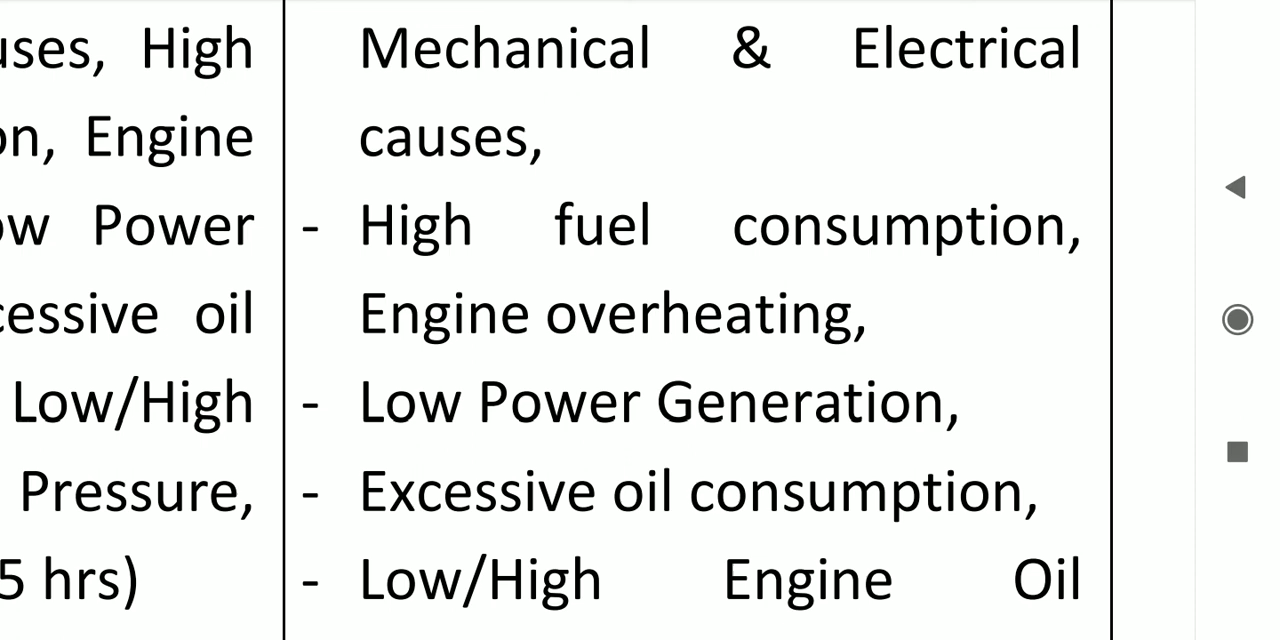 uses, High
on, Engine
ow Power
cessive oil
Low/High
Pressure,
5 hrs)
Mechanical & Electrical
causes,
- High fuel consumption,
Engine overheating,
- Low Power Generation,
- Excessive oil consumption,
- Low/High Engine Oil